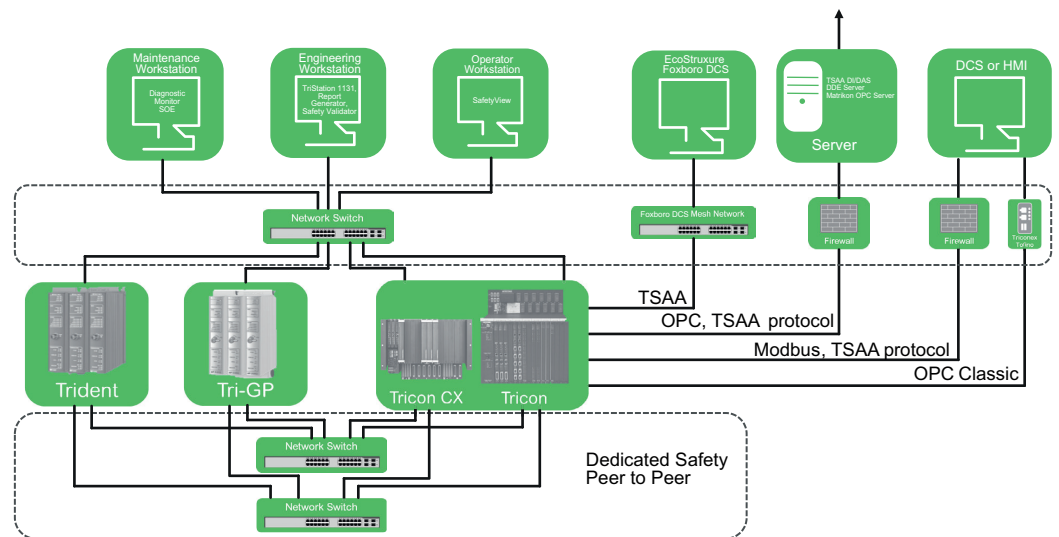 Maintenance
Workstation
Diagnostic
Monitor
SOE
Engineering
Workstation
TriStation 1131,
Report
Generator,
Safety Validator
Operator
Workstation
SafetyView
EcoStruxure
Foxboro DCS
TSAA DI/DAS
DDE Server
Matrikon OPC Server
Server
DCS or HMI
Network Switch
Foxboro DCS Mesh Network
Firewall
Firewall
Triconex
Tofino
Trident
Tri-GP
Tricon CX
Tricon
TSAA
OPC, TSAA protocol
Modbus, TSAA protocol
OPC Classic
Network Switch
Network Switch
Dedicated Safety
Peer to Peer